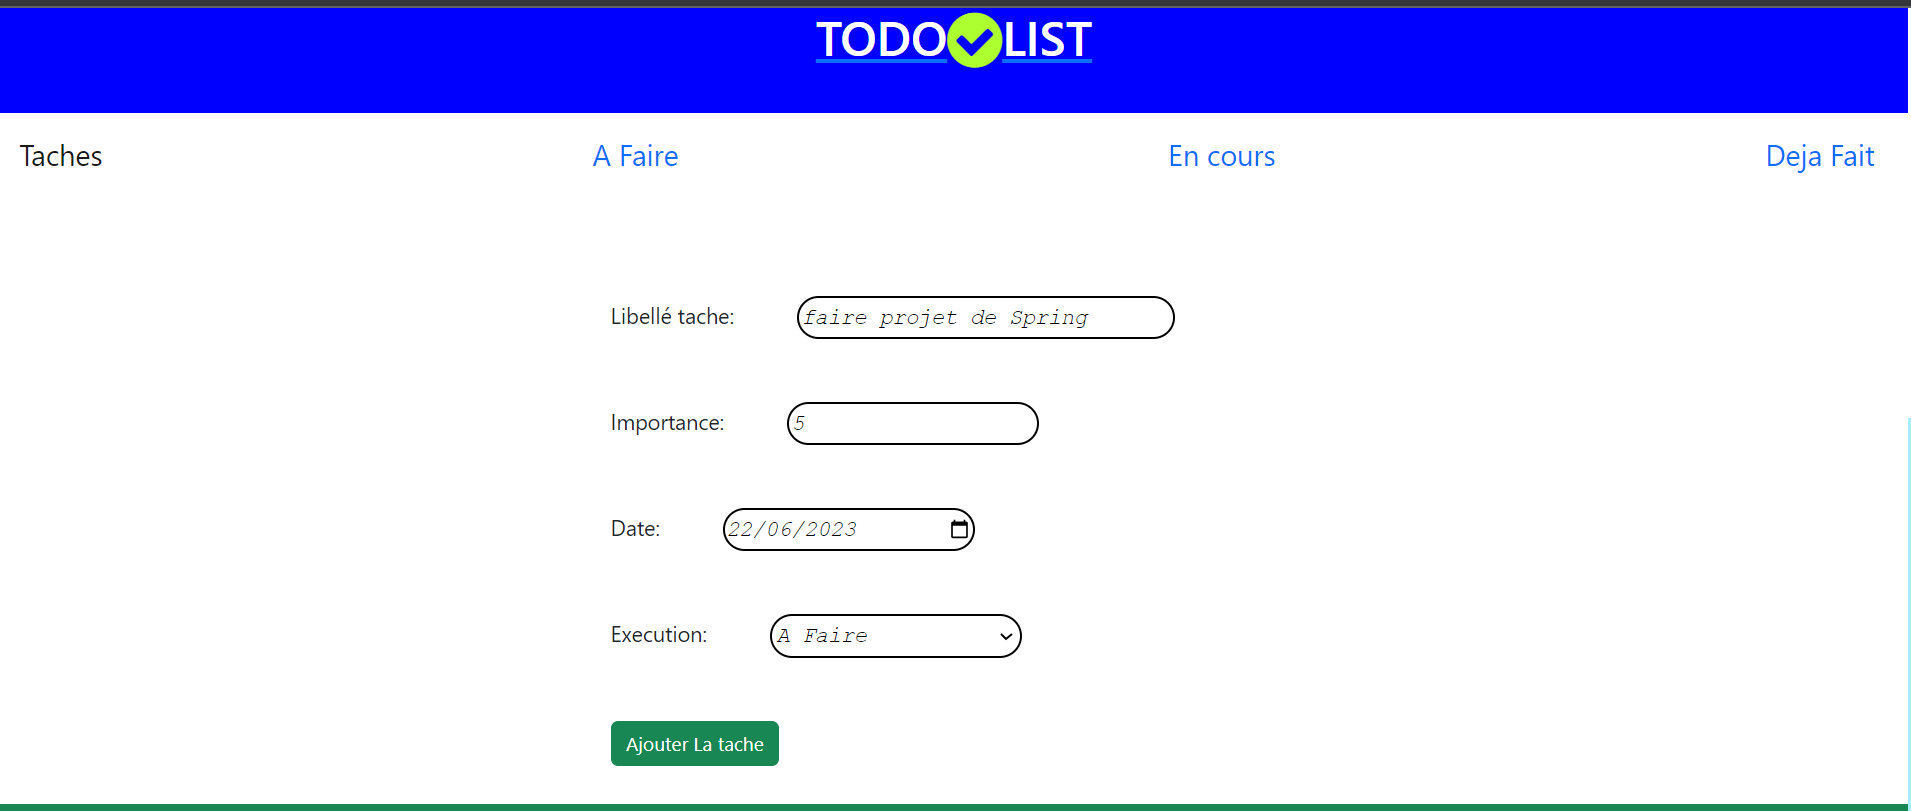 TODO LIST
Taches A Faire En cours Deja Fait
Libellé tache: faire projet de Spring
Importance: 5
Date: 22/06/2023
Execution: A Faire
Ajouter La tache